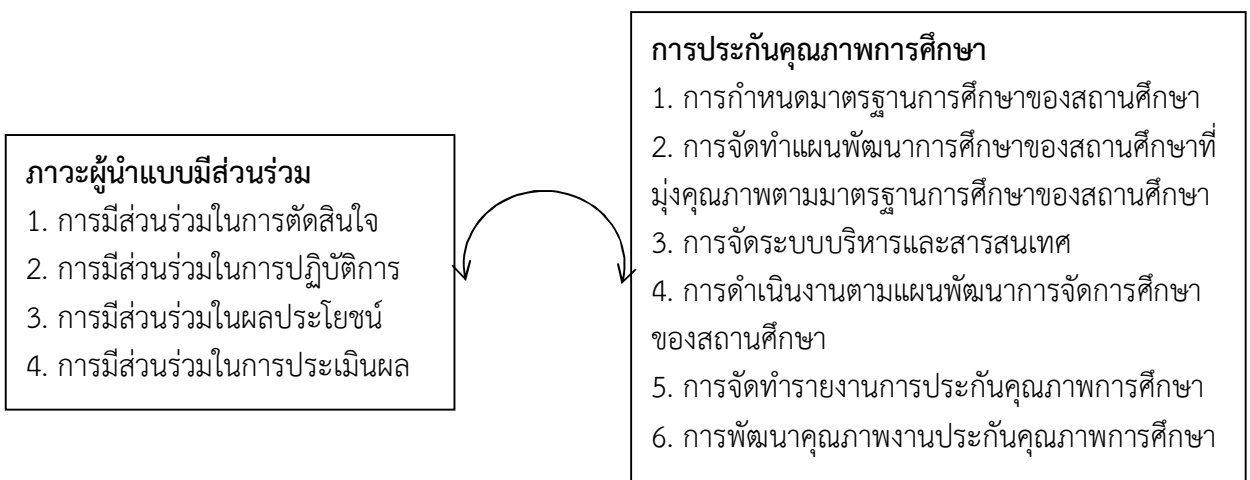 ภาวะผู้นำแบบมีส่วนร่วม
1. การมีส่วนร่วมในการตัดสินใจ
2. การมีส่วนร่วมในการปฏิบัติการ
3. การมีส่วนร่วมในผลประโยชน์
4. การมีส่วนร่วมในการประเมินผล
การประกันคุณภาพการศึกษา
1. การกำหนดมาตรฐานการศึกษาของสถานศึกษา
2. การจัดทำแผนพัฒนาการศึกษาของสถานศึกษาที่
มุ่งคุณภาพตามมาตรฐานการศึกษาของสถานศึกษา
3. การจัดระบบบริหารและสารสนเทศ
4. การดำเนินงานตามแผนพัฒนาการจัดการศึกษา
ของสถานศึกษา
5. การจัดทำรายงานการประกันคุณภาพการศึกษา
6. การพัฒนาคุณภาพงานประกันคุณภาพการศึกษา